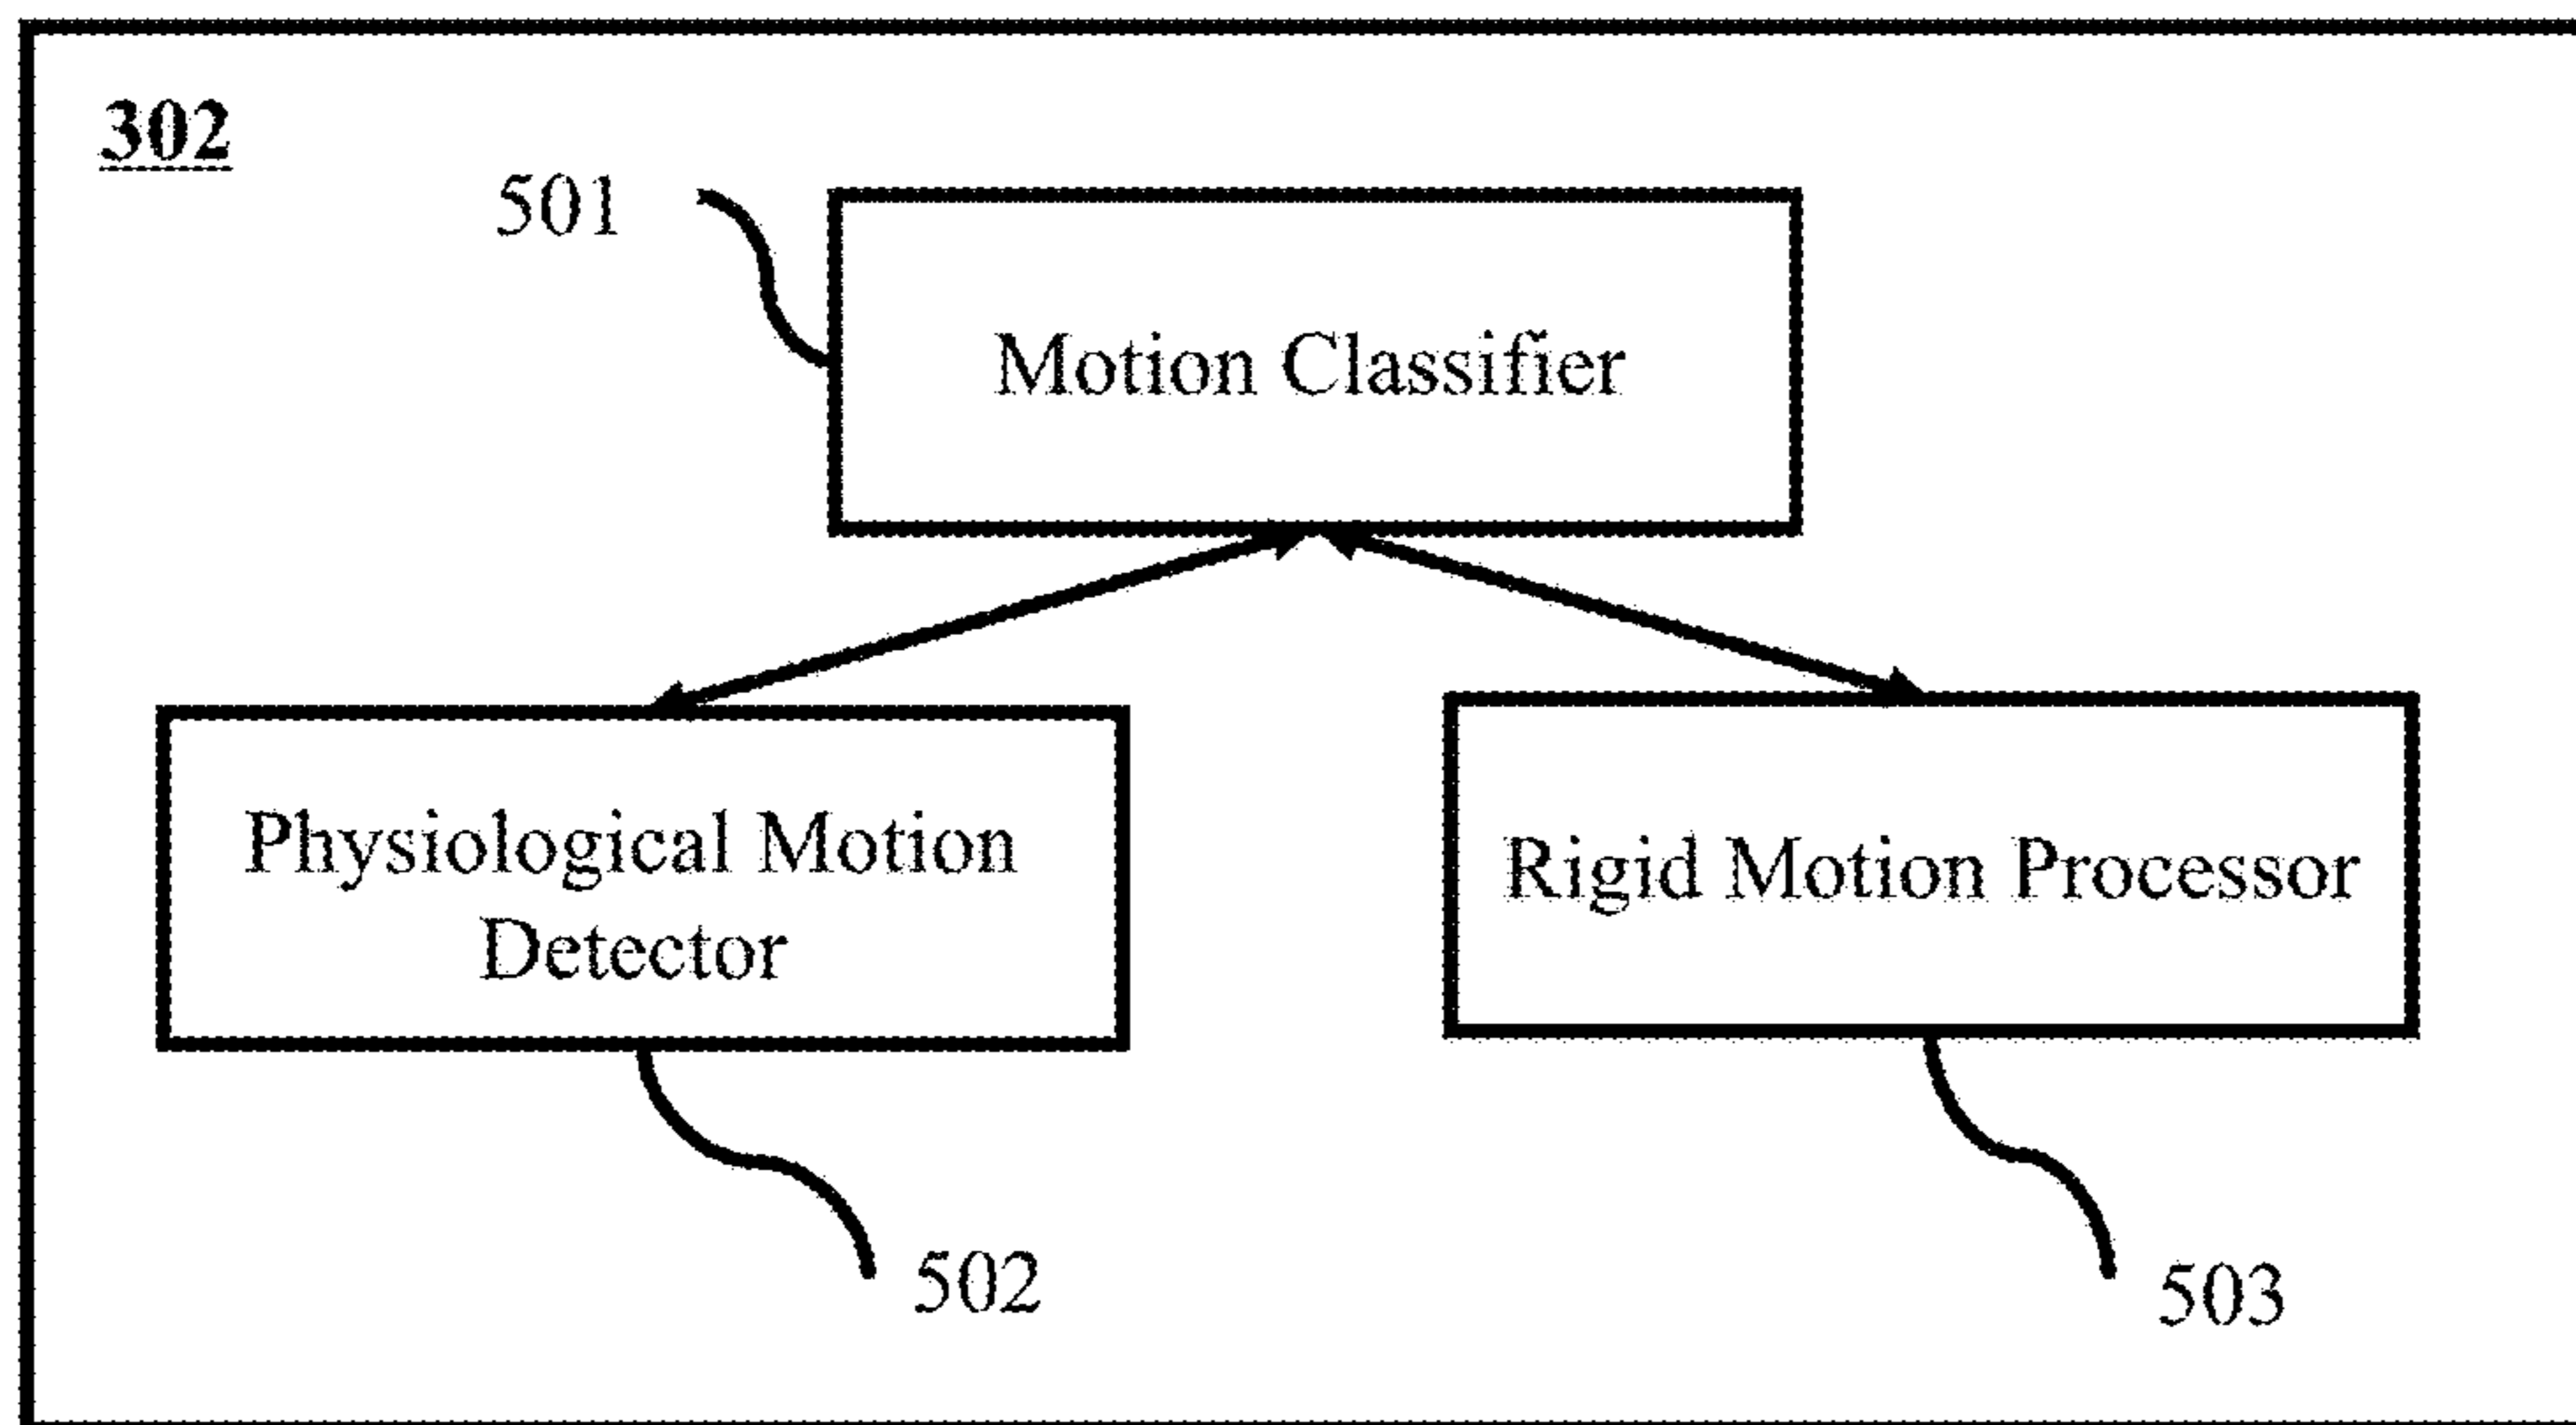 302
501
Motion Classifier
Physiological Motion
Detector
Rigid Motion Processor
502
503